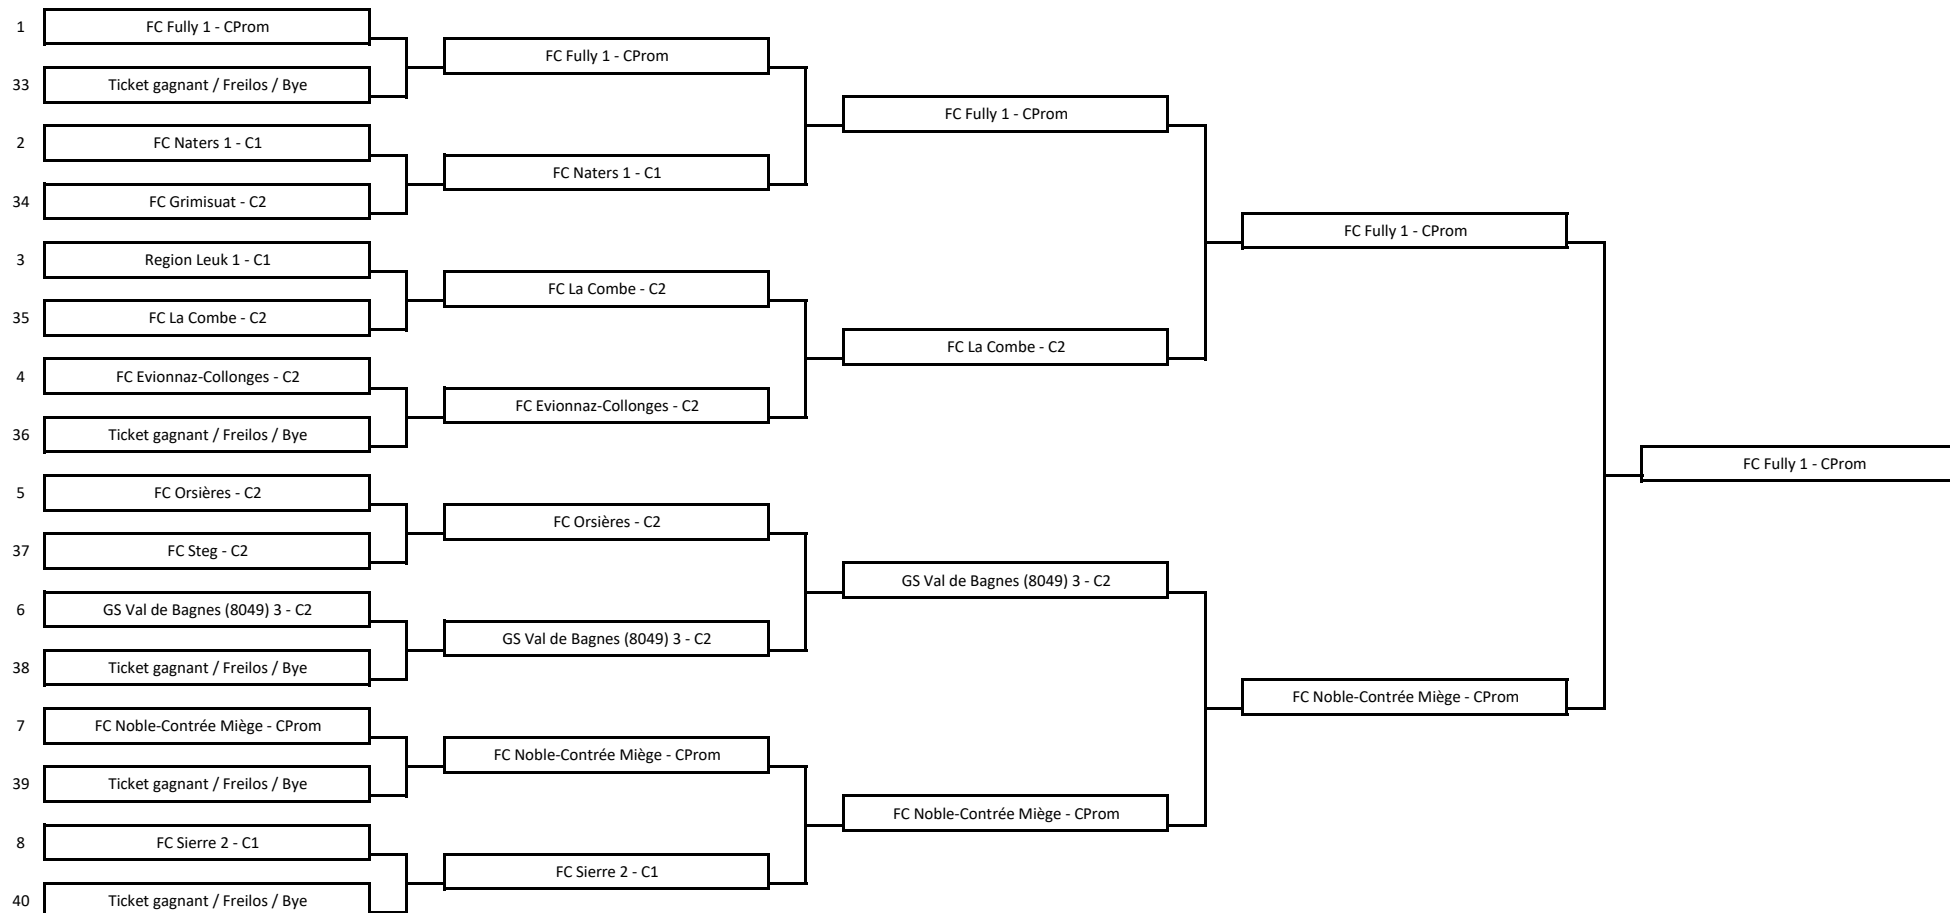 1 FC Fully 1 - CProm
33 Ticket gagnant / Freilos / Bye
2 FC Naters 1 - C1
34 FC Grimisuat - C2
3 Region Leuk 1 - C1
35 FC La Combe - C2
4 FC Evionnaz-Collonges - C2
36 Ticket gagnant / Freilos / Bye
5 FC Orsières - C2
37 FC Steg - C2
6 GS Val de Bagnes (8049) 3 - C2
38 Ticket gagnant / Freilos / Bye
7 FC Noble-Contrée Miège - CProm
39 Ticket gagnant / Freilos / Bye
8 FC Sierre 2 - C1
40 Ticket gagnant / Freilos / Bye
FC Fully 1 - CProm
FC Naters 1 - C1
FC La Combe - C2
FC Evionnaz-Collonges - C2
FC Orsières - C2
GS Val de Bagnes (8049) 3 - C2
FC Noble-Contrée Miège - CProm
FC Sierre 2 - C1
FC Fully 1 - CProm
FC La Combe - C2
GS Val de Bagnes (8049) 3 - C2
FC Noble-Contrée Miège - CProm
FC Fully 1 - CProm
FC Noble-Contrée Miège - CProm
FC Fully 1 - CProm